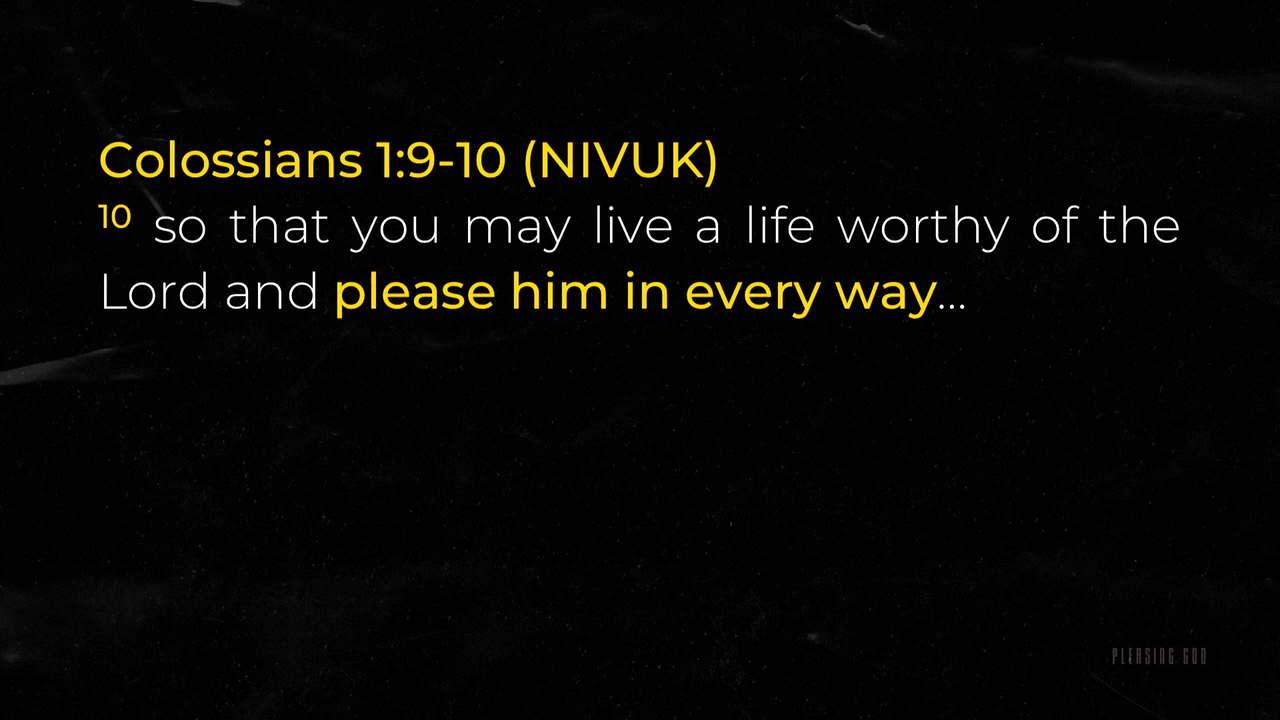 Colossians 1:9-10 (NIVUK)
10 so that you may live a life worthy of the
Lord and please him in every way...
PLEASING GOD